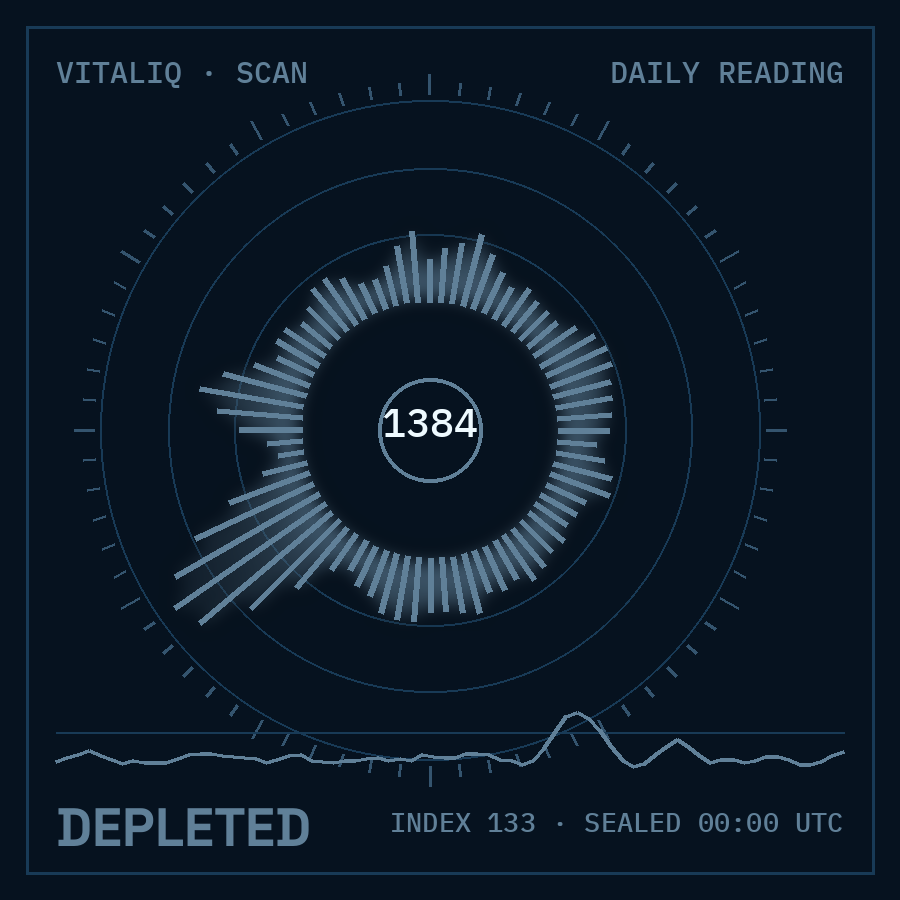 VITALIQ · SCAN
DAILY READING
1384
DEPLETED
INDEX 133 · SEALED 00:00 UTC